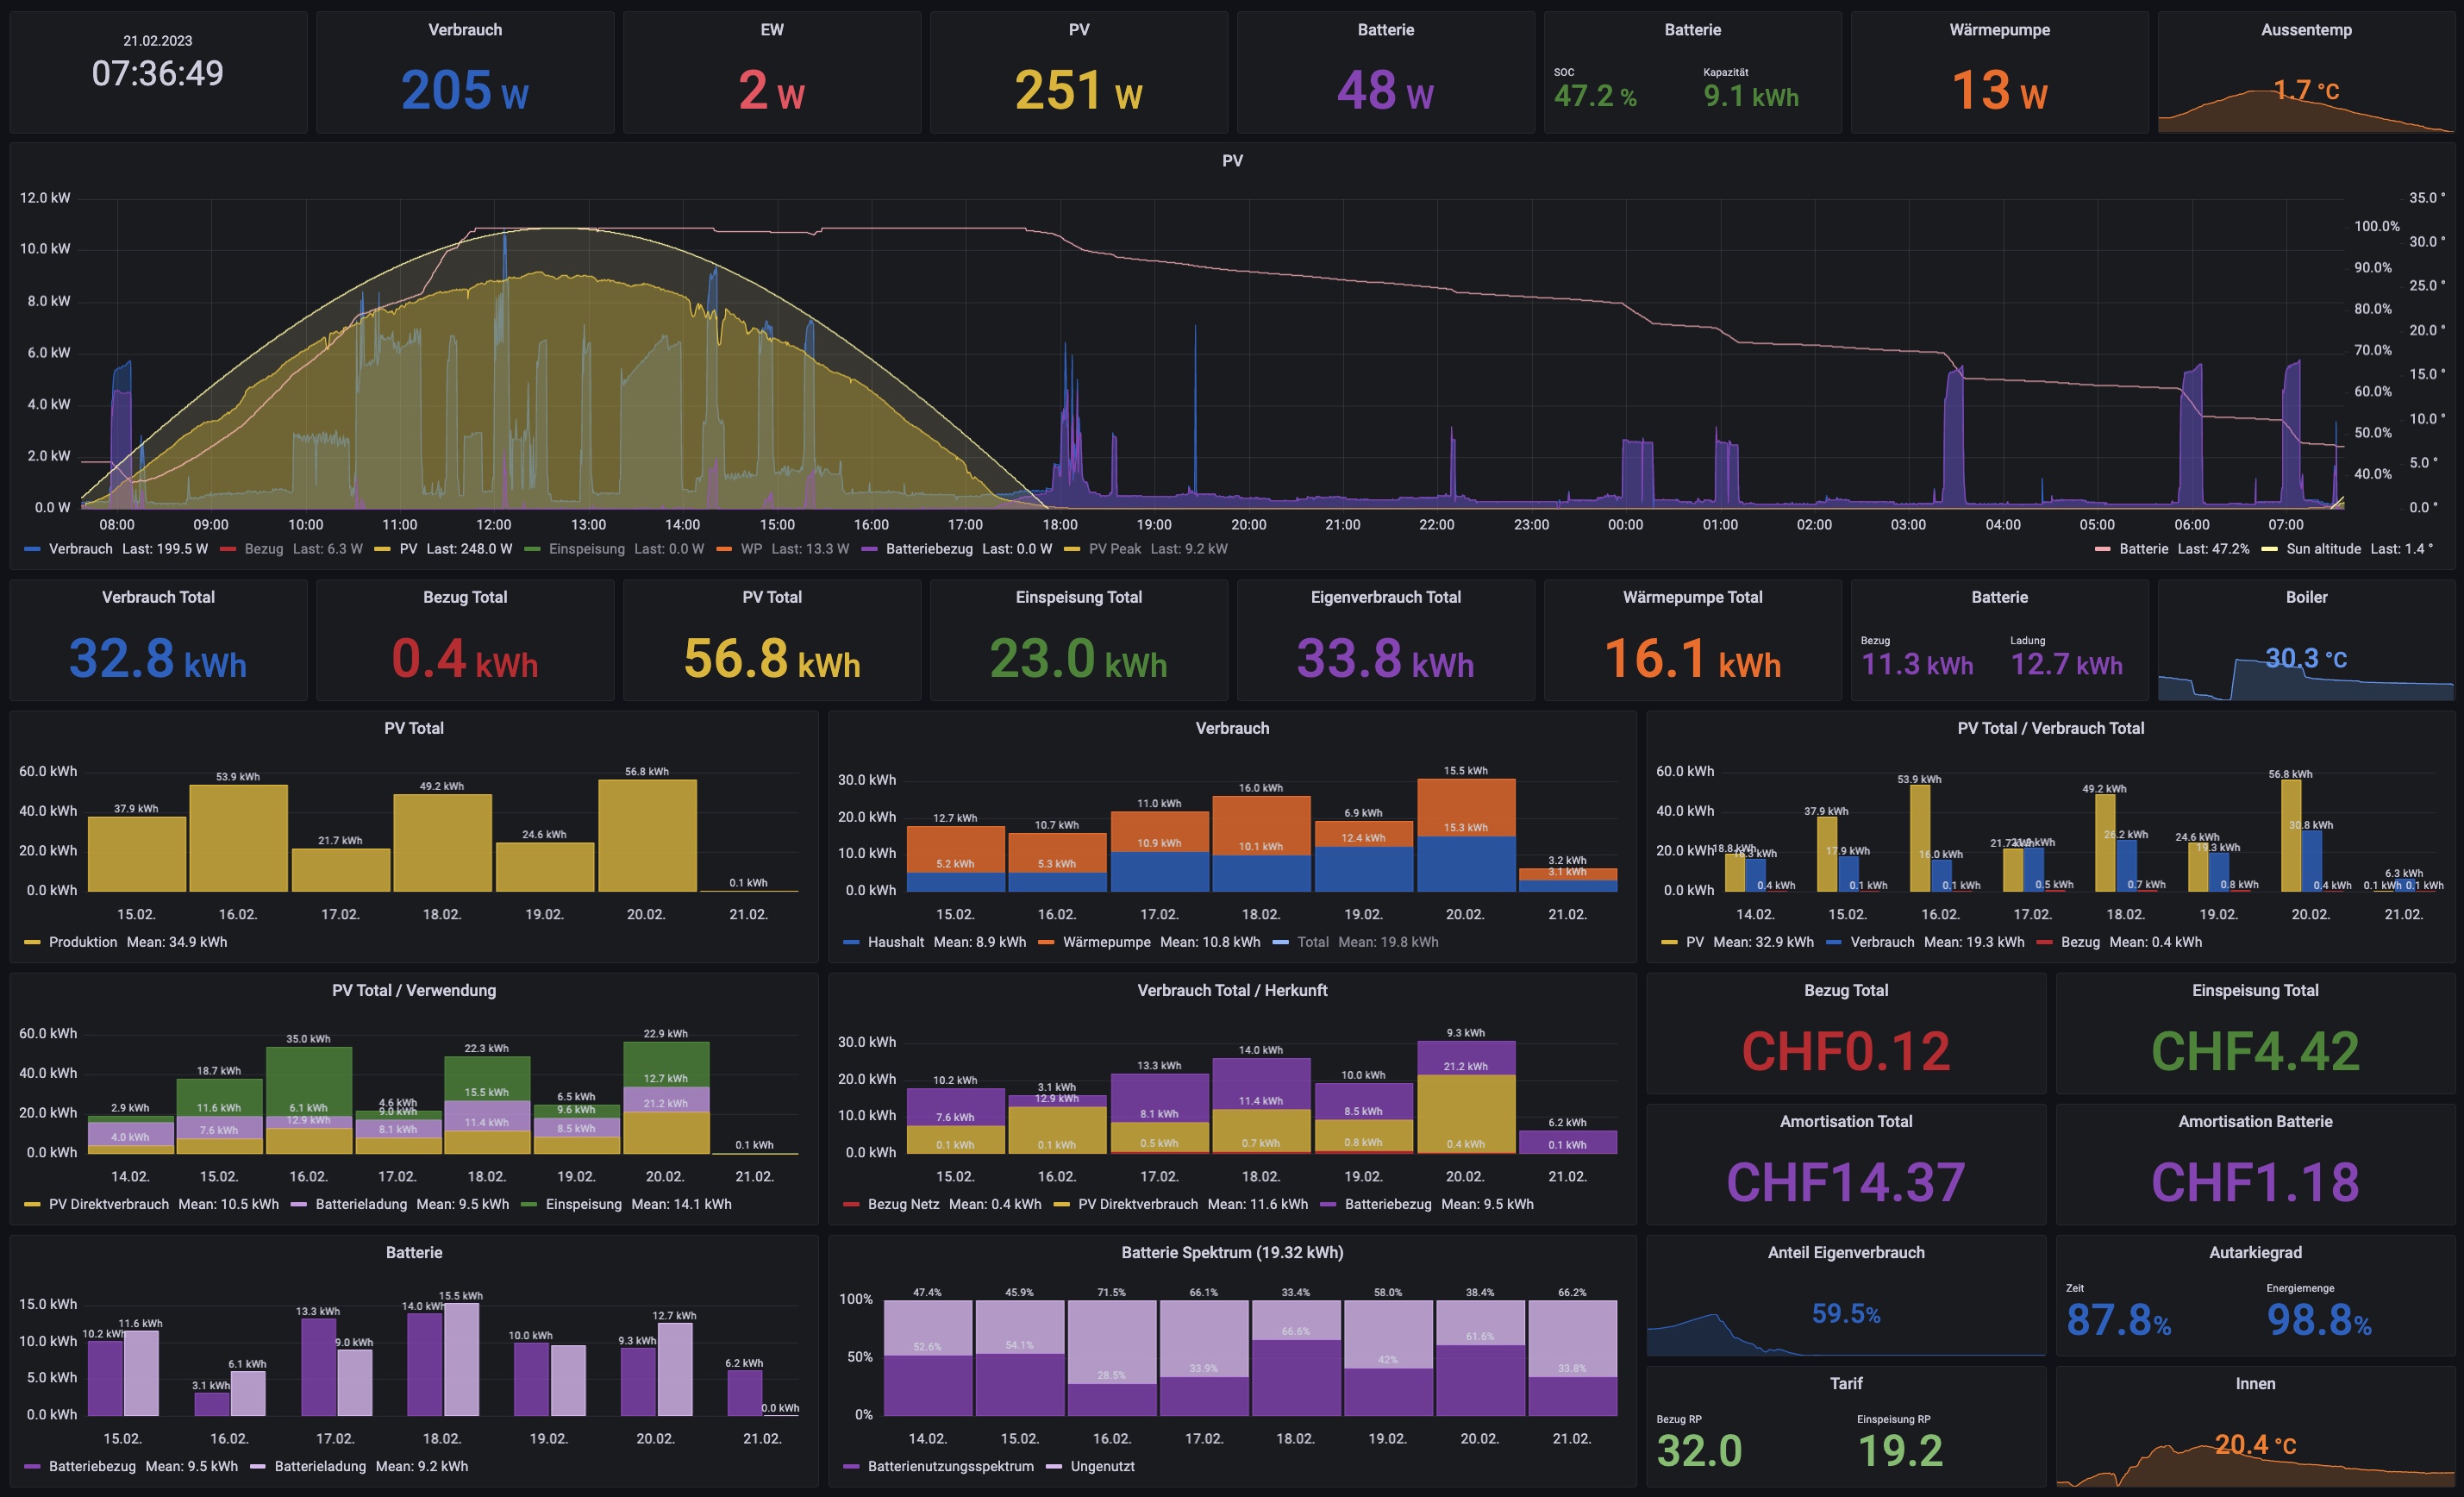 21.02.2023
07:36:49
Verbrauch
205 W
EW
2 W
PV
251 W
Batterie
48 W
Batterie
SOC Kapazität
47.2 % 9.1 kWh
Wärmepumpe
13 W
Aussentemp
1.7 °C
PV
12.0 kW 35.0 °
100.0%
10.0 kW 30.0 °
90.0%
8.0 kW 25.0 °
80.0%
6.0 kW 20.0 °
70.0%
4.0 kW 15.0 °
60.0%
10.0 °
2.0 kW 50.0%
5.0 °
40.0%
0.0 W 0.0 °
08:00 09:00 10:00 11:00 12:00 13:00 14:00 15:00 16:00 17:00 18:00 19:00 20:00 21:00 22:00 23:00 00:00 01:00 02:00 03:00 04:00 05:00 06:00 07:00
Verbrauch Last: 199.5 W Bezug Last: 6.3 W PV Last: 248.0 W Einspeisung Last: 0.0 W WP Last: 13.3 W Batteriebezug Last: 0.0 W PV Peak Last: 9.2 kW Batterie Last: 47.2% Sun altitude Last: 1.4 °
Verbrauch Total
32.8 kWh
Bezug Total
0.4 kWh
PV Total
56.8 kWh
Einspeisung Total
23.0 kWh
Eigenverbrauch Total
33.8 kWh
Wärmepumpe Total
16.1 kWh
Batterie
Bezug Ladung
11.3 kWh 12.7 kWh
Boiler
30.3 °C
PV Total
60.0 kWh
40.0 kWh
20.0 kWh
0.0 kWh
37.9 kWh 53.9 kWh 21.7 kWh 49.2 kWh 24.6 kWh 56.8 kWh 0.1 kWh
15.02. 16.02. 17.02. 18.02. 19.02. 20.02. 21.02.
Produktion Mean: 34.9 kWh
Verbrauch
30.0 kWh
20.0 kWh
10.0 kWh
0.0 kWh
12.7 kWh 10.7 kWh 11.0 kWh 16.0 kWh 6.9 kWh 15.5 kWh 3.2 kWh
5.2 kWh 5.3 kWh 10.9 kWh 10.1 kWh 12.4 kWh 15.3 kWh 3.1 kWh
15.02. 16.02. 17.02. 18.02. 19.02. 20.02. 21.02.
Haushalt Mean: 8.9 kWh Wärmepumpe Mean: 10.8 kWh Total Mean: 19.8 kWh
PV Total / Verbrauch Total
60.0 kWh
40.0 kWh
20.0 kWh
0.0 kWh
18.8 kWh 37.9 kWh 53.9 kWh 49.2 kWh 24.6 kWh 56.8 kWh 0.1 kWh
17.9 kWh 16.0 kWh 26.2 kWh 19.3 kWh 30.8 kWh 6.3 kWh
0.4 kWh 0.1 kWh 0.1 kWh 0.5 kWh 0.7 kWh 0.8 kWh 0.4 kWh 0.1 kWh
14.02. 15.02. 16.02. 17.02. 18.02. 19.02. 20.02. 21.02.
PV Mean: 32.9 kWh Verbrauch Mean: 19.3 kWh Bezug Mean: 0.4 kWh
PV Total / Verwendung
60.0 kWh
40.0 kWh
20.0 kWh
0.0 kWh
2.9 kWh 18.7 kWh 35.0 kWh 4.6 kWh 22.3 kWh 6.5 kWh 22.9 kWh
11.6 kWh 6.1 kWh 9.0 kWh 15.5 kWh 9.6 kWh 12.7 kWh
4.0 kWh 7.6 kWh 12.9 kWh 8.1 kWh 11.4 kWh 8.5 kWh 21.2 kWh 0.1 kWh
14.02. 15.02. 16.02. 17.02. 18.02. 19.02. 20.02. 21.02.
PV Direktverbrauch Mean: 10.5 kWh Batterieladung Mean: 9.5 kWh Einspeisung Mean: 14.1 kWh
Verbrauch Total / Herkunft
30.0 kWh
20.0 kWh
10.0 kWh
0.0 kWh
10.2 kWh 3.1 kWh 13.3 kWh 14.0 kWh 10.0 kWh 9.3 kWh 6.2 kWh
7.6 kWh 12.9 kWh 8.1 kWh 11.4 kWh 8.5 kWh 21.2 kWh
0.1 kWh 0.1 kWh 0.5 kWh 0.7 kWh 0.8 kWh 0.4 kWh 0.1 kWh
15.02. 16.02. 17.02. 18.02. 19.02. 20.02. 21.02.
Bezug Netz Mean: 0.4 kWh PV Direktverbrauch Mean: 11.6 kWh Batteriebezug Mean: 9.5 kWh
Bezug Total
CHF0.12
Einspeisung Total
CHF4.42
Amortisation Total
CHF14.37
Amortisation Batterie
CHF1.18
Batterie
15.0 kWh
10.0 kWh
5.0 kWh
0.0 kWh
10.2 kWh 11.6 kWh 3.1 kWh 6.1 kWh 13.3 kWh 9.0 kWh 14.0 kWh 15.5 kWh 10.0 kWh 9.3 kWh 12.7 kWh 6.2 kWh 0.0 kWh
15.02. 16.02. 17.02. 18.02. 19.02. 20.02. 21.02.
Batteriebezug Mean: 9.5 kWh Batterieladung Mean: 9.2 kWh
Batterie Spektrum (19.32 kWh)
100%
50%
0%
47.4% 45.9% 71.5% 66.1% 33.4% 58.0% 38.4% 66.2%
52.6% 54.1% 28.5% 33.9% 66.6% 42% 61.6% 33.8%
14.02. 15.02. 16.02. 17.02. 18.02. 19.02. 20.02. 21.02.
Batterienutzungsspektrum Ungenutzt
Anteil Eigenverbrauch
59.5%
Autarkiegrad
Zeit Energiemenge
87.8% 98.8%
Tarif
Bezug RP Einspeisung RP
32.0 19.2
Innen
20.4 °C